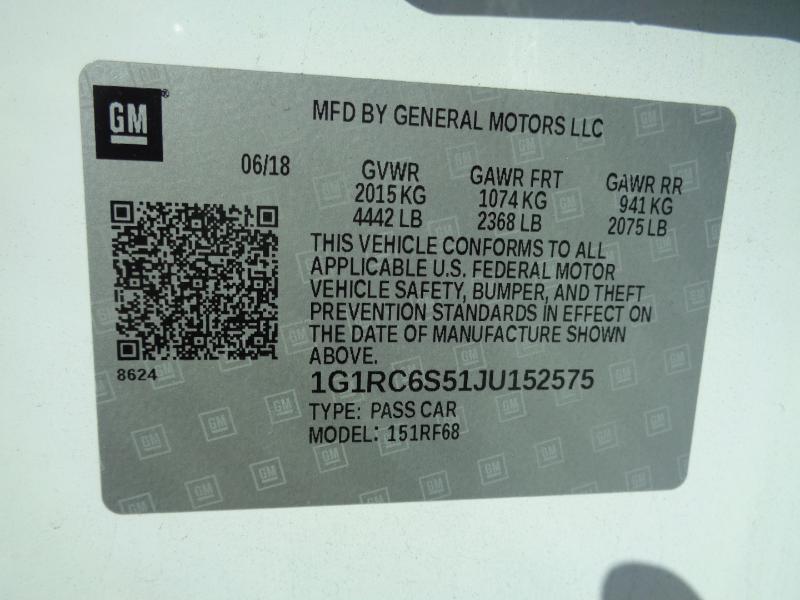 GM
MFD BY GENERAL MOTORS LLC
06/18
GVWR
2015 KG
4442 LB
GAWR FRT
1074 KG
2368 LB
GAWR RR
941 KG
2075 LB
THIS VEHICLE CONFORMS TO ALL
APPLICABLE U.S. FEDERAL MOTOR
VEHICLE SAFETY, BUMPER, AND THEFT
PREVENTION STANDARDS IN EFFECT ON
THE DATE OF MANUFACTURE SHOWN
ABOVE.
8624
1G1RC6S51JU152575
TYPE: PASS CAR
MODEL: 151RF68